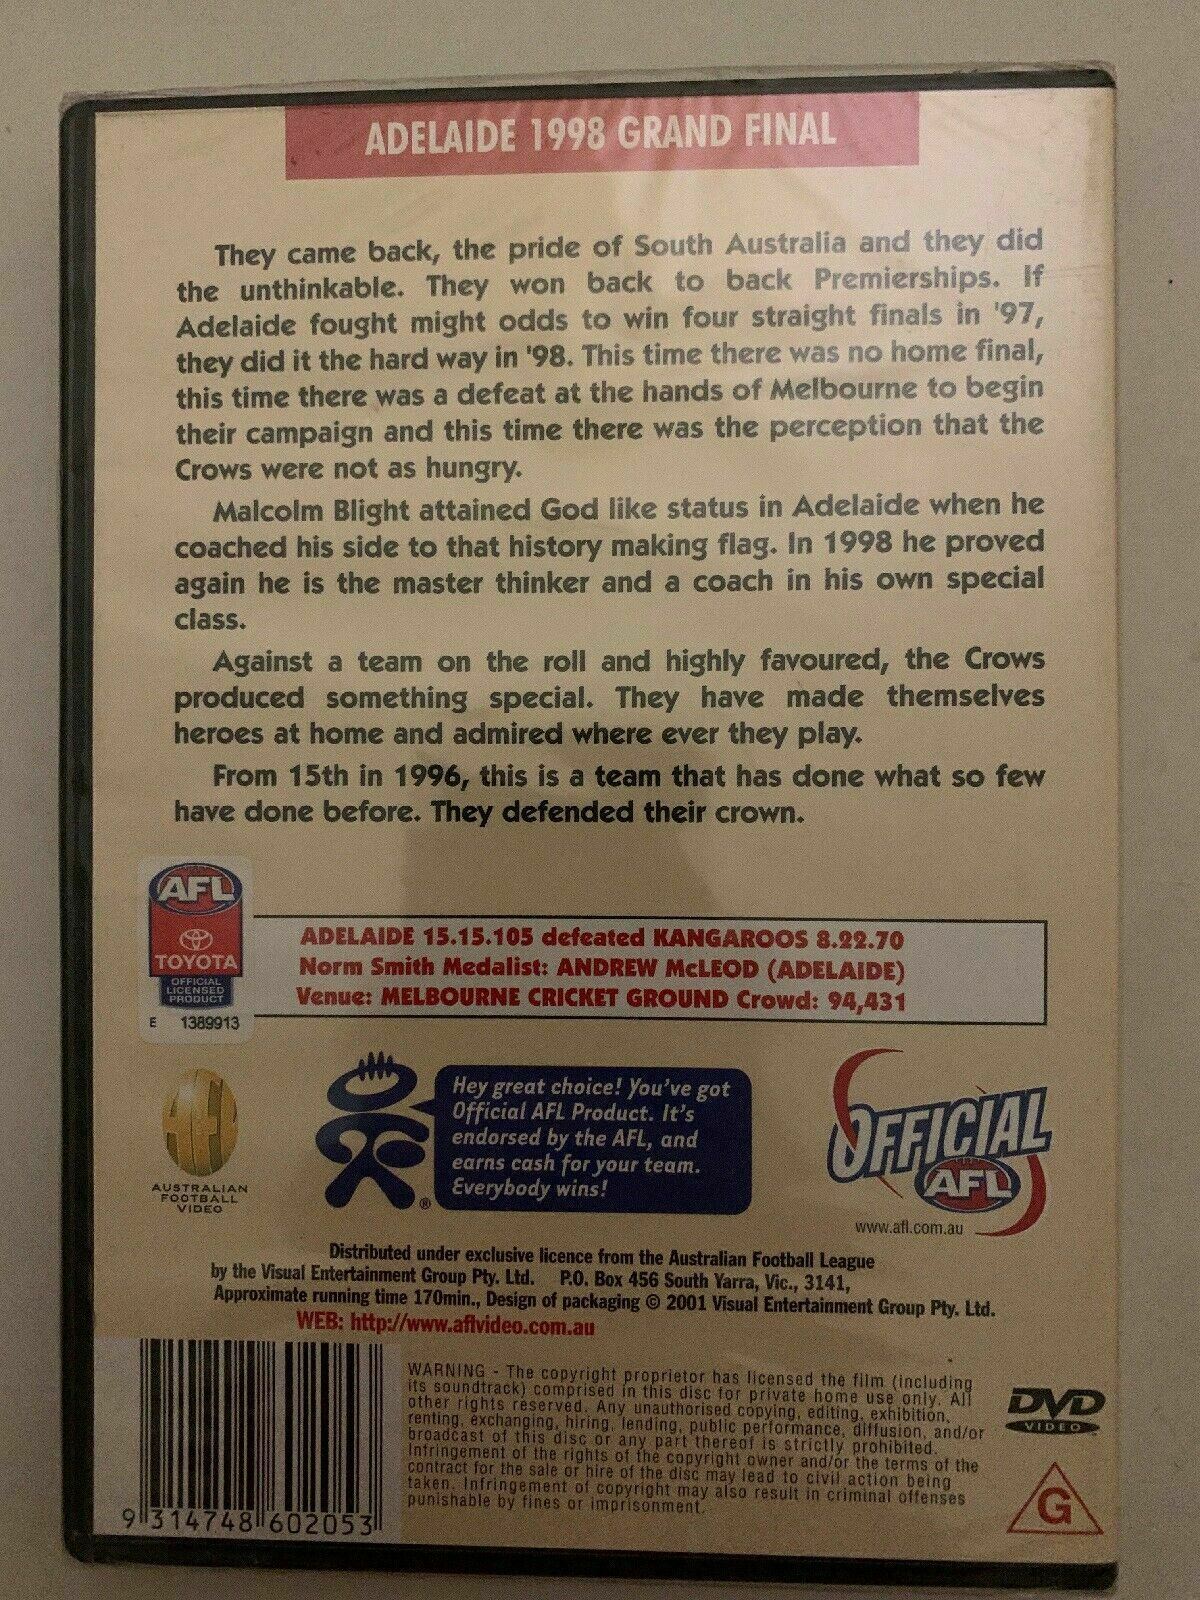 ADELAIDE 1998 GRAND FINAL
They came back, the pride of South Australia and they did
the unthinkable. They won back to back Premierships. If
Adelaide fought might odds to win four straight finals in '97,
they did it the hard way in '98. This time there was no home final,
this time there was a defeat at the hands of Melbourne to begin
their campaign and this time there was the perception that the
Crows were not as hungry.
Malcolm Blight attained God like status in Adelaide when he
coached his side to that history making flag. In 1998 he proved
again he is the master thinker and a coach in his own special
class.
Against a team on the roll and highly favoured, the Crows
produced something special. They have made themselves
heroes at home and admired where ever they play.
From 15th in 1996, this is a team that has done what so few
have done before. They defended their crown.
AFL
TOYOTA
OFFICIAL
LICENSED
PRODUCT
E 1389913
ADELAIDE 15.15.105 defeated KANGAROOS 8.22.70
Norm Smith Medalist: ANDREW McLEOD (ADELAIDE)
Venue: MELBOURNE CRICKET GROUND Crowd: 94,431
AUSTRALIAN
FOOTBALL
VIDEO
®
Hey great choice! You've got
Official AFL Product. It's
endorsed by the AFL, and
earns cash for your team.
Everybody wins!
OFFICIAL
AFL
www.afl.com.au
Distributed under exclusive licence from the Australian Football League
by the Visual Entertainment Group Pty. Ltd. P.O. Box 456 South Yarra, Vic., 3141,
Approximate running time 170min., Design of packaging © 2001 Visual Entertainment Group Pty. Ltd.
WEB: http://www.aflvideo.com.au
9 314748 602053
WARNING - The copyright proprietor has licensed the film (including
its soundtrack) comprised in this disc for private home use only. All
other rights reserved. Any unauthorised copying, editing, exhibition,
renting, exchanging, hiring, lending, public performance, diffusion, and/or
broadcast of this disc or any part thereof is strictly prohibited.
Infringement of the rights of the copyright owner and/or the terms of the
contract for the sale or hire of the disc may lead to civil action being
taken. Infringement of copyright may also result in criminal offenses
punishable by fines or imprisonment.
DVD
VIDEO
G